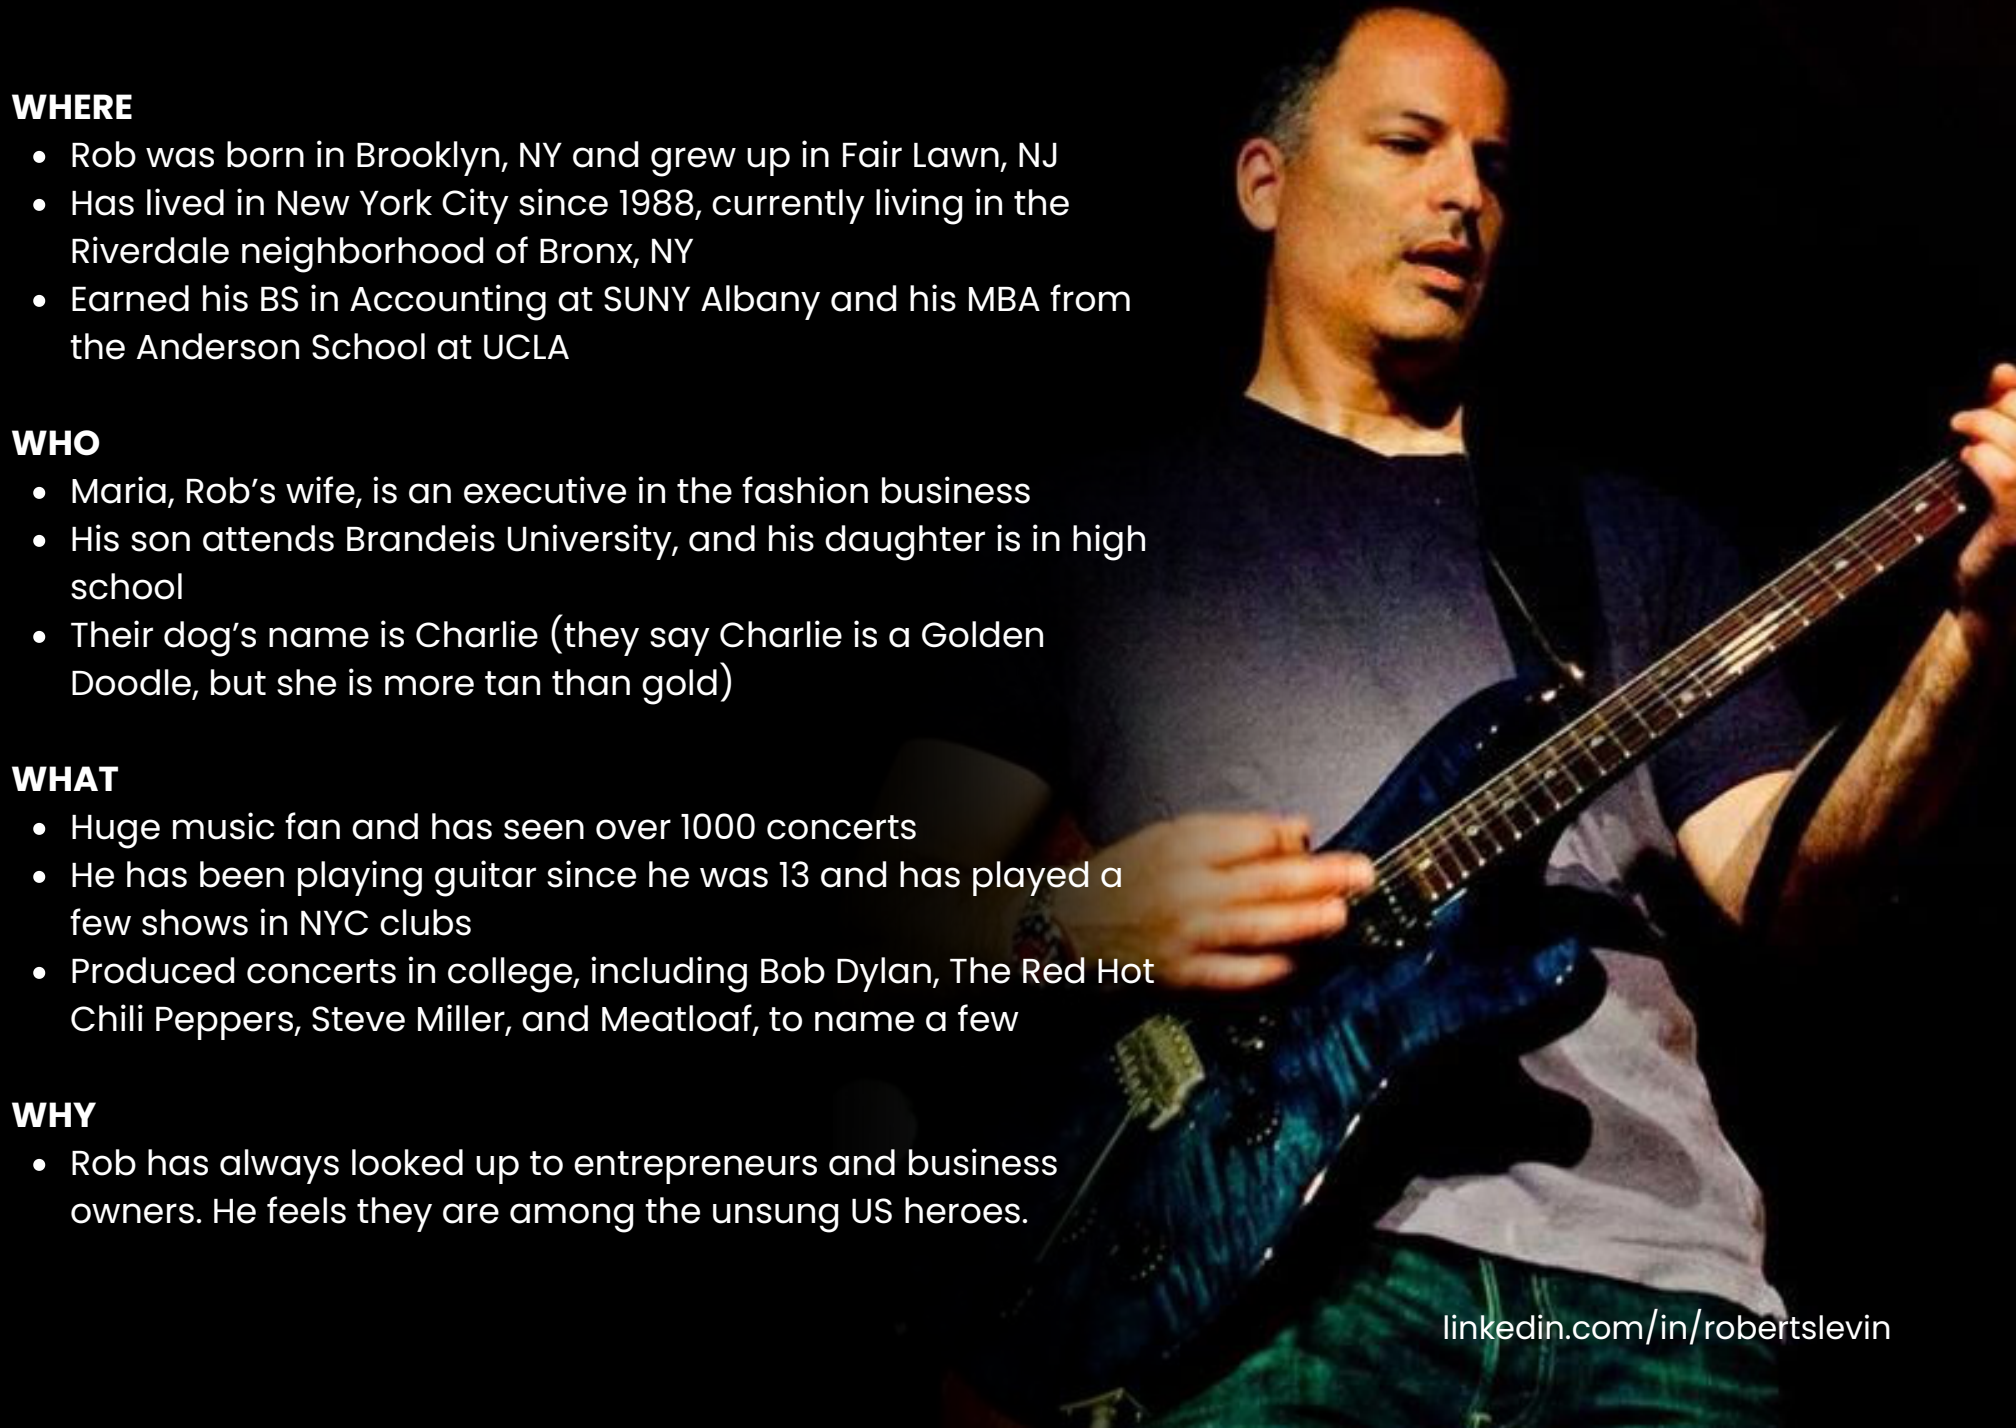 WHERE
• Rob was born in Brooklyn, NY and grew up in Fair Lawn, NJ
• Has lived in New York City since 1988, currently living in the
Riverdale neighborhood of Bronx, NY
• Earned his BS in Accounting at SUNY Albany and his MBA from
the Anderson School at UCLA
WHO
• Maria, Rob’s wife, is an executive in the fashion business
• His son attends Brandeis University, and his daughter is in high
school
• Their dog’s name is Charlie (they say Charlie is a Golden
Doodle, but she is more tan than gold)
WHAT
• Huge music fan and has seen over 1000 concerts
• He has been playing guitar since he was 13 and has played a
few shows in NYC clubs
• Produced concerts in college, including Bob Dylan, The Red Hot
Chili Peppers, Steve Miller, and Meatloaf, to name a few
WHY
• Rob has always looked up to entrepreneurs and business
owners. He feels they are among the unsung US heroes.
linkedin.com/in/robertslevin